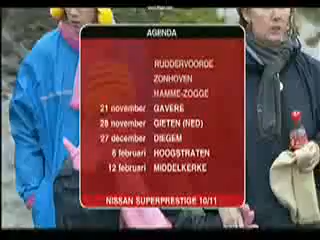 AGENDA
RUDDERVOORDE
ZONHOVEN
HAMME-ZOGGE
21 november GAVERE
28 november GIETEN (NED)
27 december DIEGEM
6 februari HOOGSTRATEN
12 februari MIDDELKERKE
NISSAN SUPERPRESTIGE 10/11